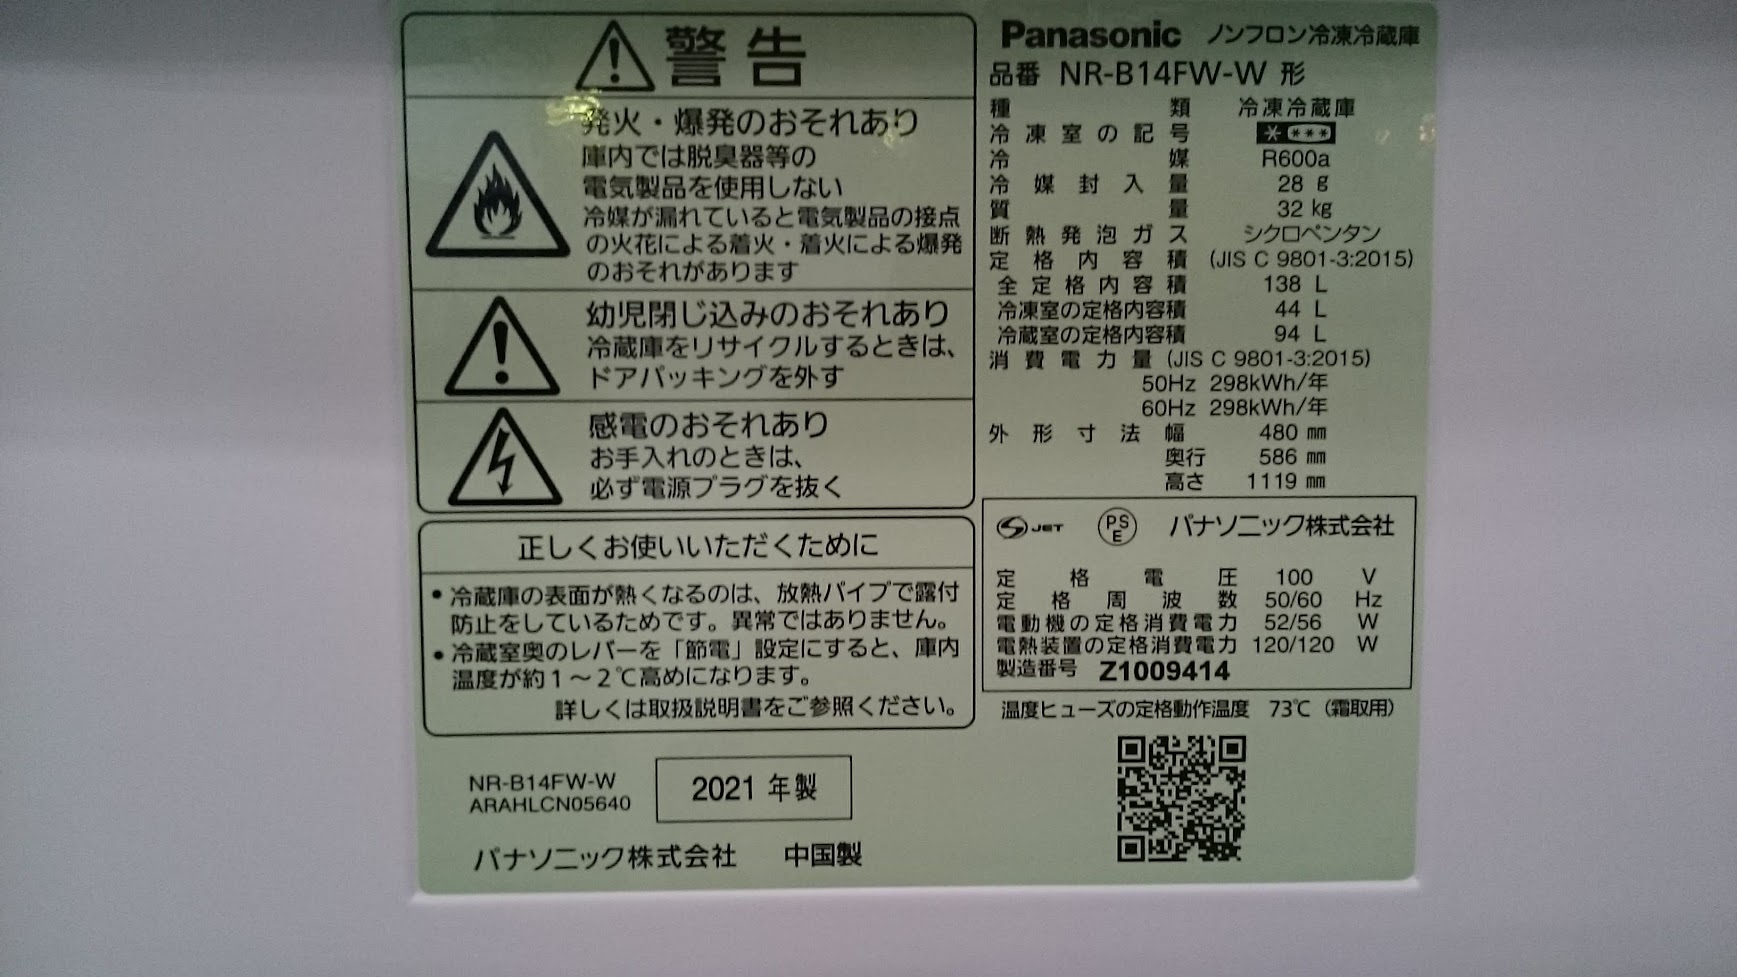 警告
発火・爆発のおそれあり
庫内では脱臭器等の
電気製品を使用しない
冷媒が漏れていると電気製品の接点
の火花による着火・着火による爆発
のおそれがあります
幼児閉じ込みのおそれあり
冷蔵庫をリサイクルするときは、
ドアパッキングを外す
感電のおそれあり
お手入れのときは、
必ず電源プラグを抜く
正しくお使いいただくために
• 冷蔵庫の表面が熱くなるのは、放熱パイプで露付
防止をしているためです。異常ではありません。
• 冷蔵室奥のレバーを「節電」設定にすると、庫内
温度が約1～2℃高めになります。
詳しくは取扱説明書をご参照ください。
NR-B14FW-W
ARAHLCN05640
2021 年製
パナソニック株式会社 中国製
Panasonic ノンフロン冷凍冷蔵庫
品番 NR-B14FW-W 形
種類 冷凍冷蔵庫
冷凍室の記号 * ***
冷媒 R600a
冷媒封入量 28 g
質量 32 kg
断熱発泡ガス シクロペンタン
定格内容積 (JIS C 9801-3:2015)
全定格内容積 138 L
冷凍室の定格内容積 44 L
冷蔵室の定格内容積 94 L
消費電力量 (JIS C 9801-3:2015)
50Hz 298kWh/年
60Hz 298kWh/年
外形寸法 幅 480 ㎜
奥行 586 ㎜
高さ 1119 ㎜
S JET PSE パナソニック株式会社
定格電圧 100 V
定格周波数 50/60 Hz
電動機の定格消費電力 52/56 W
電熱装置の定格消費電力 120/120 W
製造番号 Z1009414
温度ヒューズの定格動作温度 73℃ (霜取用)